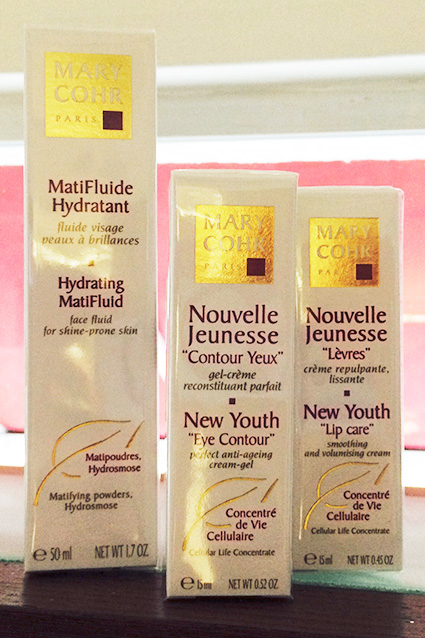 MARY
COHR
PARIS
MatiFluide
Hydratant
fluide visage
peaux à brillances
Hydrating
MatiFluid
face fluid
for shine-prone skin
Matipoudres,
Hydrosmose
Matifying powders,
Hydrosmose
e 50 ml NET WT 1.7 OZ
MARY
COHR
PARIS
Nouvelle
Jeunesse
"Contour Yeux"
gel-crème
reconstituant parfait
New Youth
"Eye Contour"
perfect anti-ageing
cream-gel
Concentré
de Vie
Cellulaire
Cellular Life Concentrate
e 15 ml NET WT 0.52 OZ
MARY
COHR
PARIS
Nouvelle
Jeunesse
"Lèvres"
crème repulpante,
lissante
New Youth
"Lip care"
smoothing
and volumising cream
Concentré
de Vie
Cellulaire
Cellular Life Concentrate
e 15 ml NET WT 0.45 OZ